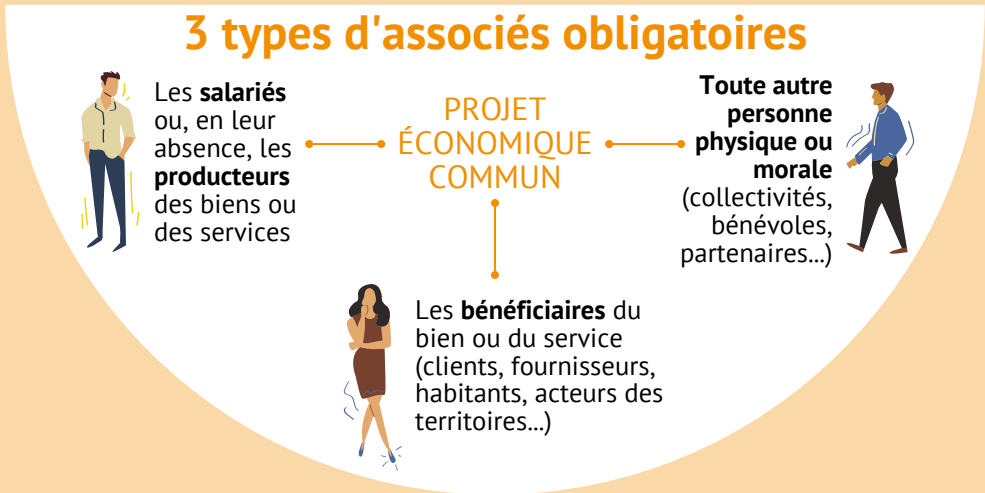 3 types d'associés obligatoires
Les salariés
ou, en leur
absence, les
producteurs
des biens ou
des services
PROJET
ÉCONOMIQUE
COMMUN
Toute autre
personne
physique ou
morale
(collectivités,
bénévoles,
partenaires...)
Les bénéficiaires du
bien ou du service
(clients, fournisseurs,
habitants, acteurs des
territoires...)